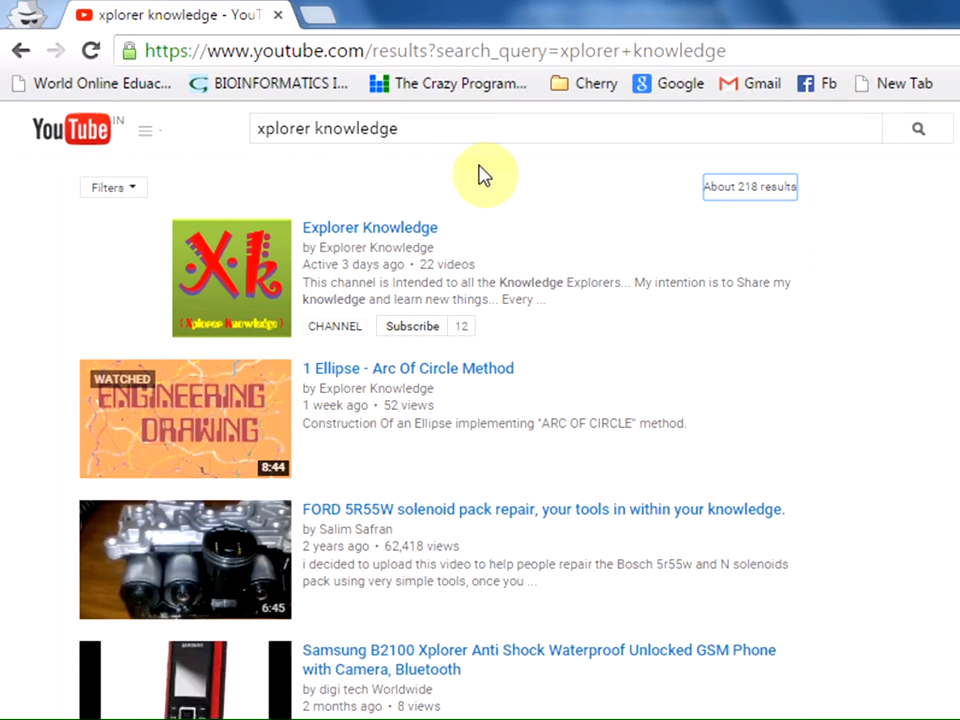 xplorer knowledge - YouT
https://www.youtube.com/results?search_query=xplorer+knowledge
World Online Eduac... BIOINFORMATICS I... The Crazy Program... Cherry Google Gmail Fb New Tab
YouTube IN
xplorer knowledge
Filters
About 218 results
Xk
(Xplorer Knowledge)
Explorer Knowledge
by Explorer Knowledge
Active 3 days ago • 22 videos
This channel is Intended to all the Knowledge Explorers... My intention is to Share my
knowledge and learn new things... Every ...
CHANNEL Subscribe 12
WATCHED
ENGINEERING
DRAWING
8:44
1 Ellipse - Arc Of Circle Method
by Explorer Knowledge
1 week ago • 52 views
Construction Of an Ellipse implementing "ARC OF CIRCLE" method.
6:45
FORD 5R55W solenoid pack repair, your tools in within your knowledge.
by Salim Safran
2 years ago • 62,418 views
i decided to upload this video to help people repair the Bosch 5r55w and N solenoids
pack using very simple tools, once you ...
SAMSUNG
Samsung B2100 Xplorer Anti Shock Waterproof Unlocked GSM Phone
with Camera, Bluetooth
by digi tech Worldwide
2 months ago • 8 views